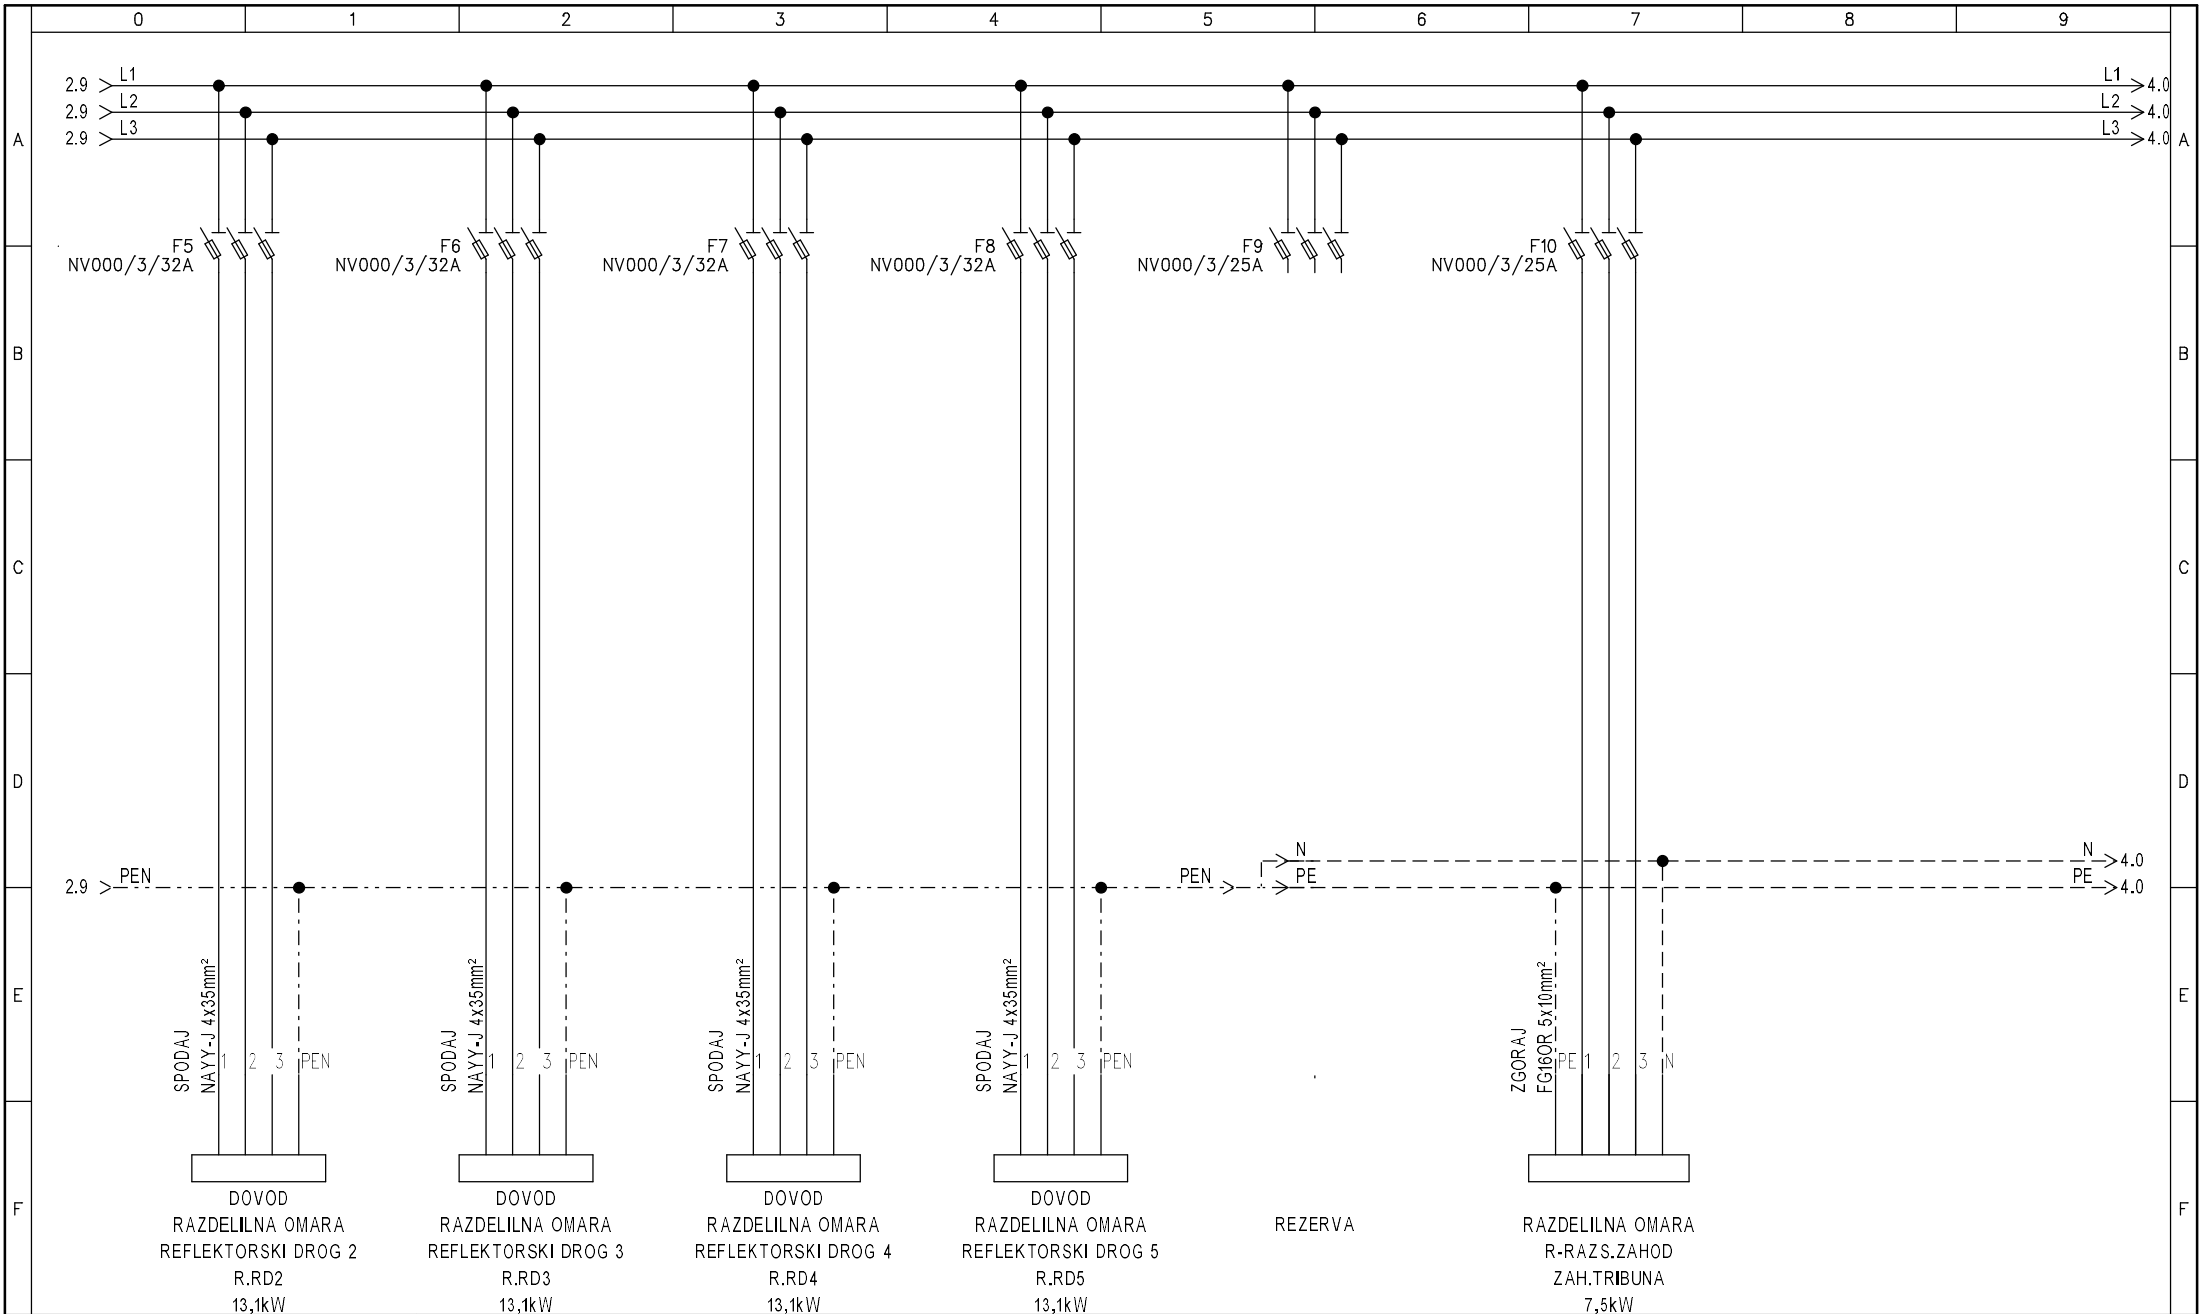 0 1 2 3 4 5 6 7 8 9
2.9 L1 L1 4.0
2.9 L2 L2 4.0
2.9 L3 L3 4.0
A A
F5 F6 F7 F8 F9 F10
NV000/3/32A NV000/3/32A NV000/3/32A NV000/3/32A NV000/3/25A NV000/3/25A
B B
C C
D D
N N 4.0
2.9 PEN PEN PE PE 4.0
E E
SPODAJ
NAYY-J 4x35mm²
1 2 3 PEN
SPODAJ
NAYY-J 4x35mm²
1 2 3 PEN
SPODAJ
NAYY-J 4x35mm²
1 2 3 PEN
SPODAJ
NAYY-J 4x35mm²
1 2 3 PEN
ZGORAJ
FG16OR 5x10mm²
PE 1 2 3 N
F F
DOVOD
RAZDELILNA OMARA
REFLEKTORSKI DROG 2
R.RD2
13,1kW
DOVOD
RAZDELILNA OMARA
REFLEKTORSKI DROG 3
R.RD3
13,1kW
DOVOD
RAZDELILNA OMARA
REFLEKTORSKI DROG 4
R.RD4
13,1kW
DOVOD
RAZDELILNA OMARA
REFLEKTORSKI DROG 5
R.RD5
13,1kW
REZERVA
RAZDELILNA OMARA
R-RAZS.ZAHOD
ZAH.TRIBUNA
7,5kW